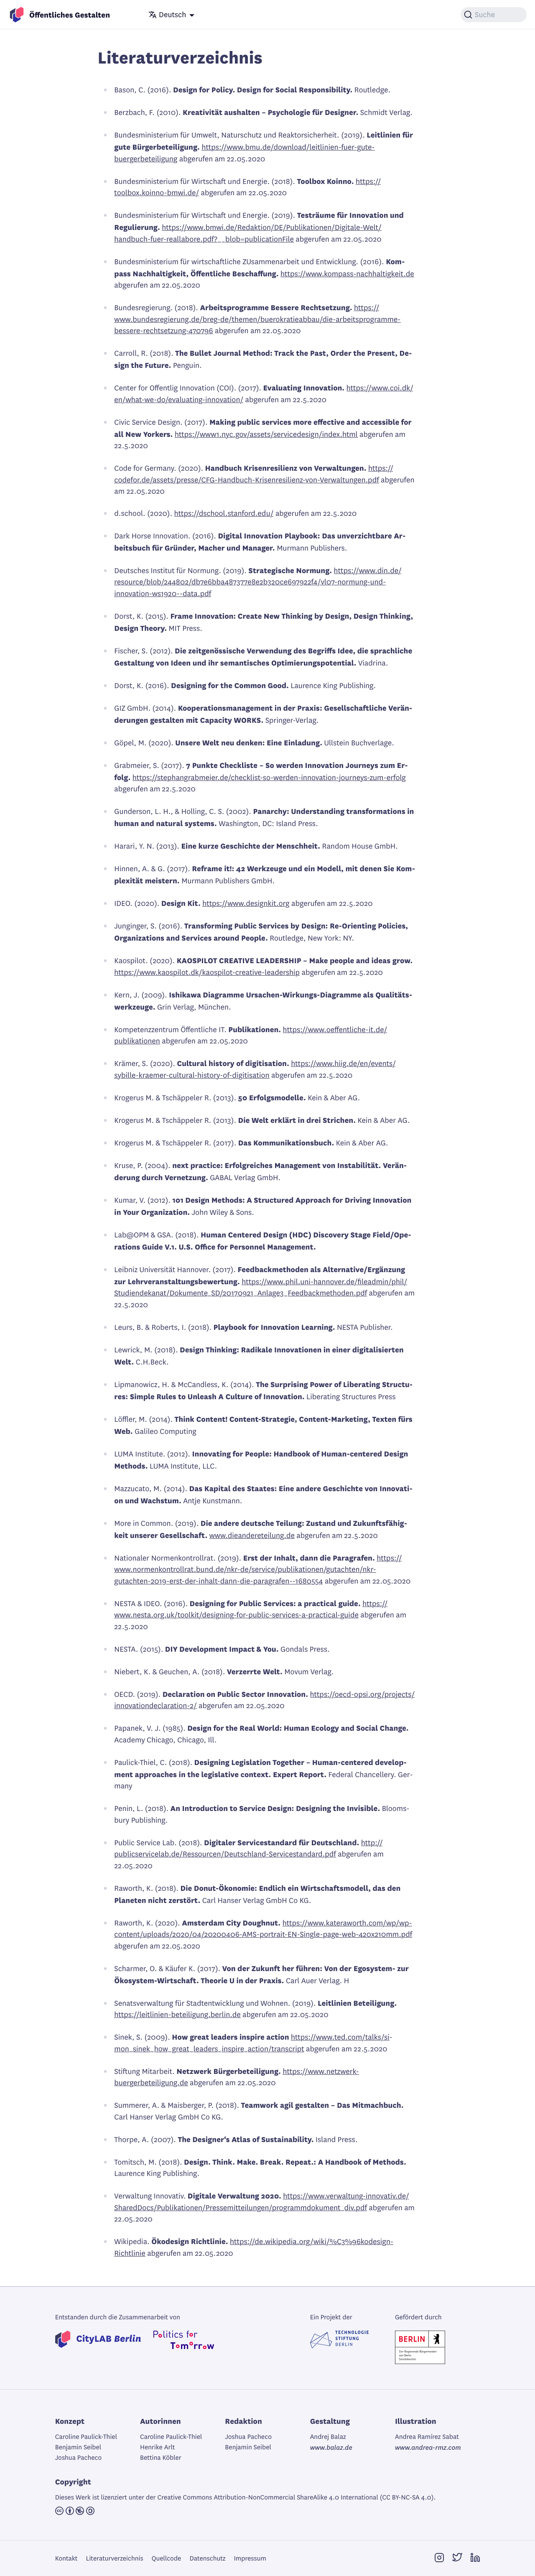 Öffentliches Gestalten
Deutsch
Suche
Literaturverzeichnis
Bason, C. (2016). Design for Policy. Design for Social Responsibility. Routledge.
Berzbach, F. (2010). Kreativität aushalten – Psychologie für Designer. Schmidt Verlag.
Bundesministerium für Umwelt, Naturschutz und Reaktorsicherheit. (2019). Leitlinien für
gute Bürgerbeteiligung. https://www.bmu.de/download/leitlinien-fuer-gute-
buergerbeteiligung abgerufen am 22.05.2020
Bundesministerium für Wirtschaft und Energie. (2018). Toolbox Koinno. https://
toolbox.koinno-bmwi.de/ abgerufen am 22.05.2020
Bundesministerium für Wirtschaft und Energie. (2019). Testräume für Innovation und
Regulierung. https://www.bmwi.de/Redaktion/DE/Publikationen/Digitale-Welt/
handbuch-fuer-reallabore.pdf?__blob=publicationFile abgerufen am 22.05.2020
Bundesministerium für wirtschaftliche ZUsammenarbeit und Entwicklung. (2016). Kom-
pass Nachhaltigkeit, Öffentliche Beschaffung. https://www.kompass-nachhaltigkeit.de
abgerufen am 22.05.2020
Bundesregierung. (2018). Arbeitsprogramme Bessere Rechtsetzung. https://
www.bundesregierung.de/breg-de/themen/buerokratieabbau/die-arbeitsprogramme-
bessere-rechtsetzung-470796 abgerufen am 22.05.2020
Carroll, R. (2018). The Bullet Journal Method: Track the Past, Order the Present, De-
sign the Future. Penguin.
Center for Offentlig Innovation (COI). (2017). Evaluating Innovation. https://www.coi.dk/
en/what-we-do/evaluating-innovation/ abgerufen am 22.5.2020
Civic Service Design. (2017). Making public services more effective and accessible for
all New Yorkers. https://www1.nyc.gov/assets/servicedesign/index.html abgerufen am
22.5.2020
Code for Germany. (2020). Handbuch Krisenresilienz von Verwaltungen. https://
codefor.de/assets/presse/CFG-Handbuch-Krisenresilienz-von-Verwaltungen.pdf abgerufen
am 22.05.2020
d.school. (2020). https://dschool.stanford.edu/ abgerufen am 22.5.2020
Dark Horse Innovation. (2016). Digital Innovation Playbook: Das unverzichtbare Ar-
beitsbuch für Gründer, Macher und Manager. Murmann Publishers.
Deutsches Institut für Normung. (2019). Strategische Normung. https://www.din.de/
resource/blob/244802/db7e6bba487377e8e2b320ce697922f4/vl07-normung-und-
innovation-ws1920--data.pdf
Dorst, K. (2015). Frame Innovation: Create New Thinking by Design, Design Thinking,
Design Theory. MIT Press.
Fischer, S. (2012). Die zeitgenössische Verwendung des Begriffs Idee, die sprachliche
Gestaltung von Ideen und ihr semantisches Optimierungspotential. Viadrina.
Dorst, K. (2016). Designing for the Common Good. Laurence King Publishing.
GIZ GmbH. (2014). Kooperationsmanagement in der Praxis: Gesellschaftliche Verän-
derungen gestalten mit Capacity WORKS. Springer-Verlag.
Göpel, M. (2020). Unsere Welt neu denken: Eine Einladung. Ullstein Buchverlage.
Grabmeier, S. (2017). 7 Punkte Checkliste – So werden Innovation Journeys zum Er-
folg. https://stephangrabmeier.de/checklist-so-werden-innovation-journeys-zum-erfolg
abgerufen am 22.5.2020
Gunderson, L. H., & Holling, C. S. (2002). Panarchy: Understanding transformations in
human and natural systems. Washington, DC: Island Press.
Harari, Y. N. (2013). Eine kurze Geschichte der Menschheit. Random House GmbH.
Hinnen, A. & G. (2017). Reframe it!: 42 Werkzeuge und ein Modell, mit denen Sie Kom-
plexität meistern. Murmann Publishers GmbH.
IDEO. (2020). Design Kit. https://www.designkit.org abgerufen am 22.5.2020
Junginger, S. (2016). Transforming Public Services by Design: Re-Orienting Policies,
Organizations and Services around People. Routledge, New York: NY.
Kaospilot. (2020). KAOSPILOT CREATIVE LEADERSHIP – Make people and ideas grow.
https://www.kaospilot.dk/kaospilot-creative-leadership abgerufen am 22.5.2020
Kern, J. (2009). Ishikawa Diagramme Ursachen-Wirkungs-Diagramme als Qualitäts-
werkzeuge. Grin Verlag, München.
Kompetenzzentrum Öffentliche IT. Publikationen. https://www.oeffentliche-it.de/
publikationen abgerufen am 22.05.2020
Krämer, S. (2020). Cultural history of digitisation. https://www.hiig.de/en/events/
sybille-kraemer-cultural-history-of-digitisation abgerufen am 22.5.2020
Krogerus M. & Tschäppeler R. (2013). 50 Erfolgsmodelle. Kein & Aber AG.
Krogerus M. & Tschäppeler R. (2013). Die Welt erklärt in drei Strichen. Kein & Aber AG.
Krogerus M. & Tschäppeler R. (2017). Das Kommunikationsbuch. Kein & Aber AG.
Kruse, P. (2004). next practice: Erfolgreiches Management von Instabilität. Verän-
derung durch Vernetzung. GABAL Verlag GmbH.
Kumar, V. (2012). 101 Design Methods: A Structured Approach for Driving Innovation
in Your Organization. John Wiley & Sons.
Lab@OPM & GSA. (2018). Human Centered Design (HDC) Discovery Stage Field/Ope-
rations Guide V.1. U.S. Office for Personnel Management.
Leibniz Universität Hannover. (2017). Feedbackmethoden als Alternative/Ergänzung
zur Lehrveranstaltungsbewertung. https://www.phil.uni-hannover.de/fileadmin/phil/
Studiendekanat/Dokumente_SD/20170921_Anlage3_Feedbackmethoden.pdf abgerufen am
22.5.2020
Leurs, B. & Roberts, I. (2018). Playbook for Innovation Learning. NESTA Publisher.
Lewrick, M. (2018). Design Thinking: Radikale Innovationen in einer digitalisierten
Welt. C.H.Beck.
Lipmanowicz, H. & McCandless, K. (2014). The Surprising Power of Liberating Structu-
res: Simple Rules to Unleash A Culture of Innovation. Liberating Structures Press
Löffler, M. (2014). Think Content! Content-Strategie, Content-Marketing, Texten fürs
Web. Galileo Computing
LUMA Institute. (2012). Innovating for People: Handbook of Human-centered Design
Methods. LUMA Institute, LLC.
Mazzucato, M. (2014). Das Kapital des Staates: Eine andere Geschichte von Innovati-
on und Wachstum. Antje Kunstmann.
More in Common. (2019). Die andere deutsche Teilung: Zustand und Zukunftsfähig-
keit unserer Gesellschaft. www.dieandereteilung.de abgerufen am 22.5.2020
Nationaler Normenkontrollrat. (2019). Erst der Inhalt, dann die Paragrafen. https://
www.normenkontrollrat.bund.de/nkr-de/service/publikationen/gutachten/nkr-
gutachten-2019-erst-der-inhalt-dann-die-paragrafen--1680554 abgerufen am 22.05.2020
NESTA & IDEO. (2016). Designing for Public Services: a practical guide. https://
www.nesta.org.uk/toolkit/designing-for-public-services-a-practical-guide abgerufen am
22.5.2020
NESTA. (2015). DIY Development Impact & You. Gondals Press.
Niebert, K. & Geuchen, A. (2018). Verzerrte Welt. Movum Verlag.
OECD. (2019). Declaration on Public Sector Innovation. https://oecd-opsi.org/projects/
innovationdeclaration-2/ abgerufen am 22.05.2020
Papanek, V. J. (1985). Design for the Real World: Human Ecology and Social Change.
Academy Chicago, Chicago, Ill.
Paulick-Thiel, C. (2018). Designing Legislation Together – Human-centered develop-
ment approaches in the legislative context. Expert Report. Federal Chancellery. Ger-
many
Penin, L. (2018). An Introduction to Service Design: Designing the Invisible. Blooms-
bury Publishing.
Public Service Lab. (2018). Digitaler Servicestandard für Deutschland. http://
publicservicelab.de/Ressourcen/Deutschland-Servicestandard.pdf abgerufen am
22.05.2020
Raworth, K. (2018). Die Donut-Ökonomie: Endlich ein Wirtschaftsmodell, das den
Planeten nicht zerstört. Carl Hanser Verlag GmbH Co KG.
Raworth, K. (2020). Amsterdam City Doughnut. https://www.kateraworth.com/wp/wp-
content/uploads/2020/04/20200406-AMS-portrait-EN-Single-page-web-420x210mm.pdf
abgerufen am 22.05.2020
Scharmer, O. & Käufer K. (2017). Von der Zukunft her führen: Von der Egosystem- zur
Ökosystem-Wirtschaft. Theorie U in der Praxis. Carl Auer Verlag. H
Senatsverwaltung für Stadtentwicklung und Wohnen. (2019). Leitlinien Beteiligung.
https://leitlinien-beteiligung.berlin.de abgerufen am 22.05.2020
Sinek, S. (2009). How great leaders inspire action https://www.ted.com/talks/si-
mon_sinek_how_great_leaders_inspire_action/transcript abgerufen am 22.5.2020
Stiftung Mitarbeit. Netzwerk Bürgerbeteiligung. https://www.netzwerk-
buergerbeteiligung.de abgerufen am 22.05.2020
Summerer, A. & Maisberger, P. (2018). Teamwork agil gestalten – Das Mitmachbuch.
Carl Hanser Verlag GmbH Co KG.
Thorpe, A. (2007). The Designer's Atlas of Sustainability. Island Press.
Tomitsch, M. (2018). Design. Think. Make. Break. Repeat.: A Handbook of Methods.
Laurence King Publishing.
Verwaltung Innovativ. Digitale Verwaltung 2020. https://www.verwaltung-innovativ.de/
SharedDocs/Publikationen/Pressemitteilungen/programmdokument_div.pdf abgerufen am
22.05.2020
Wikipedia. Ökodesign Richtlinie. https://de.wikipedia.org/wiki/%C3%96kodesign-
Richtlinie abgerufen am 22.05.2020
Entstanden durch die Zusammenarbeit von
Ein Projekt der
Gefördert durch
CityLAB Berlin
Politics for
Tomorrow
TECHNOLOGIE
STIFTUNG
BERLIN
BERLIN
Konzept
Caroline Paulick-Thiel
Benjamin Seibel
Joshua Pacheco
Autorinnen
Caroline Paulick-Thiel
Henrike Arlt
Bettina Köbler
Redaktion
Joshua Pacheco
Benjamin Seibel
Gestaltung
Andrej Balaz
www.balaz.de
Illustration
Andrea Ramírez Sabat
www.andrea-rmz.com
Copyright
Dieses Werk ist lizenziert unter der Creative Commons Attribution-NonCommercial ShareAlike 4.0 International (CC BY-NC-SA 4.0).
Kontakt Literaturverzeichnis Quellcode Datenschutz Impressum